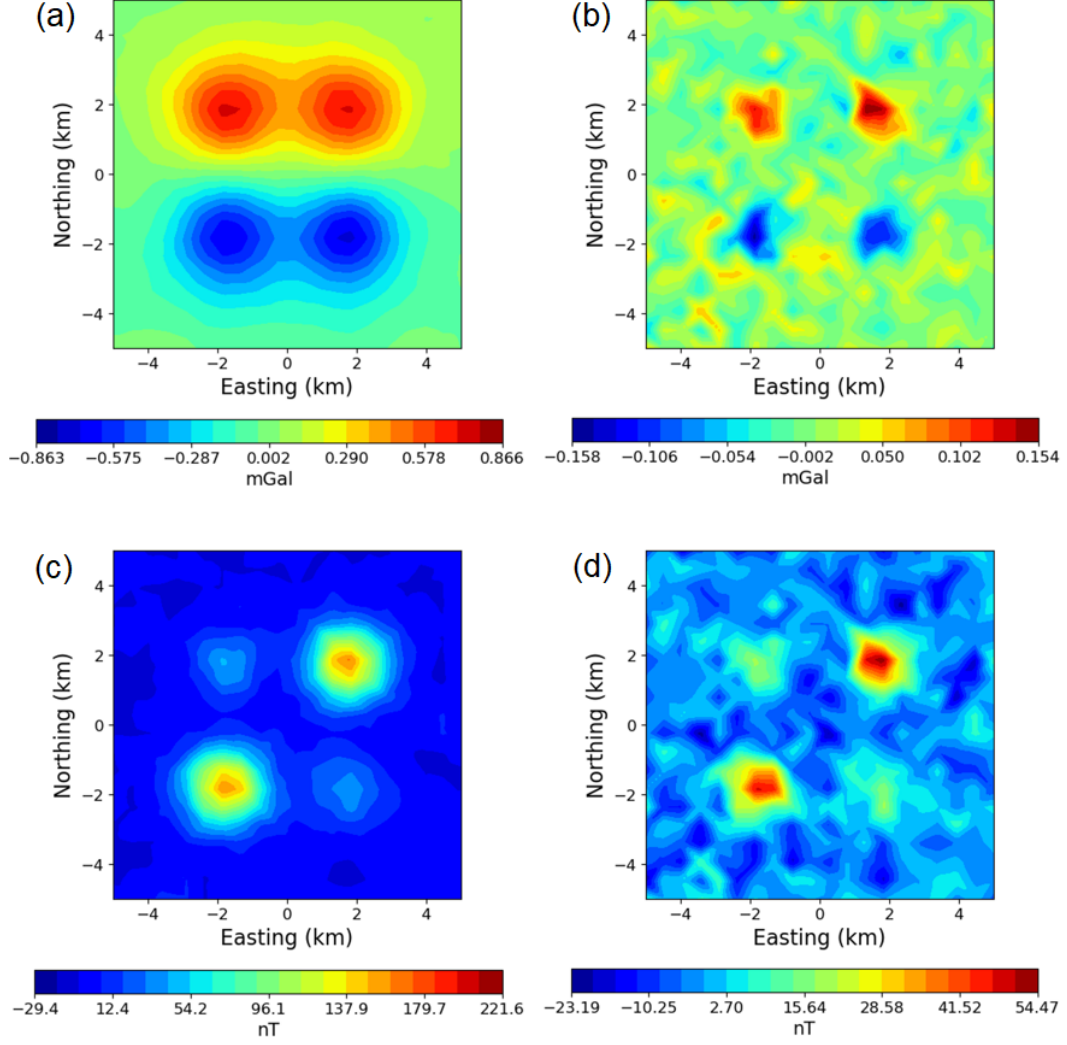 (a)
4
2
0
−2
−4
Northing (km)
−4 −2 0 2 4
Easting (km)
−0.863 −0.575 −0.287 0.002 0.290 0.578 0.866
mGal
(b)
4
2
0
−2
−4
Northing (km)
−4 −2 0 2 4
Easting (km)
−0.158 −0.106 −0.054 −0.002 0.050 0.102 0.154
mGal
(c)
4
2
0
−2
−4
Northing (km)
−4 −2 0 2 4
Easting (km)
−29.4 12.4 54.2 96.1 137.9 179.7 221.6
nT
(d)
4
2
0
−2
−4
Northing (km)
−4 −2 0 2 4
Easting (km)
−23.19 −10.25 2.70 15.64 28.58 41.52 54.47
nT